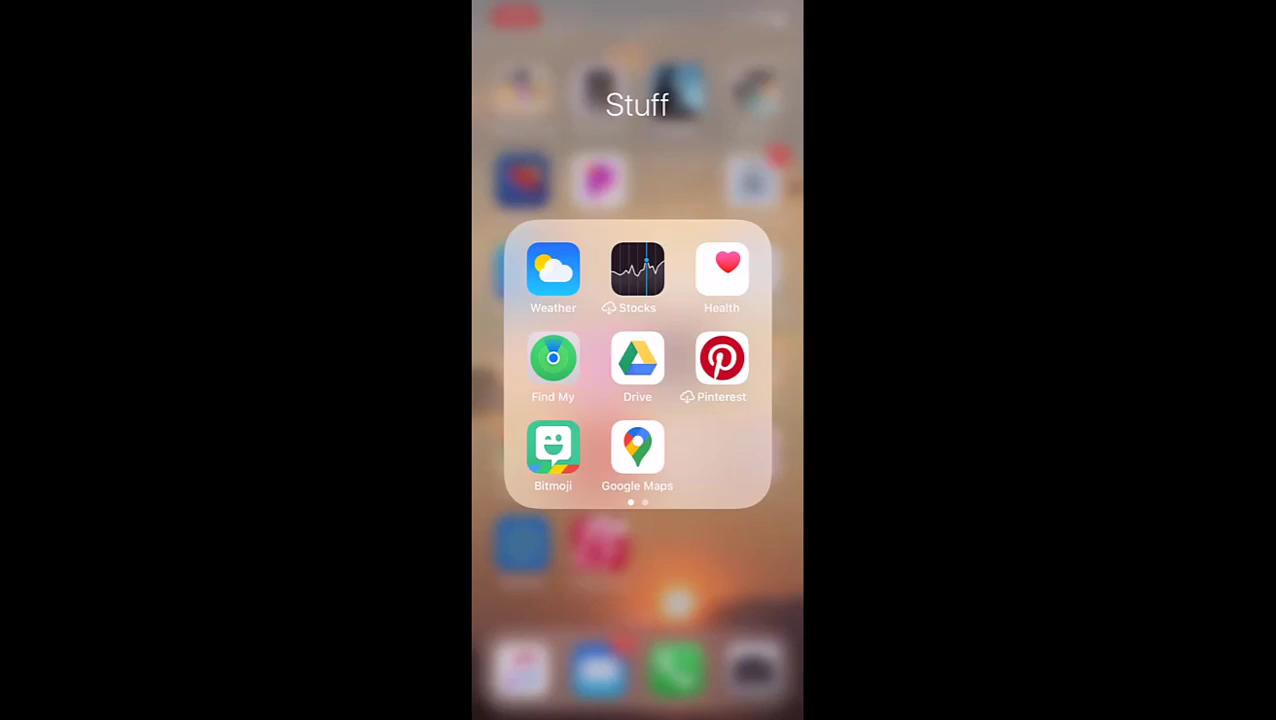 Stuff
Weather
Stocks
Health
Find My
Drive
Pinterest
Bitmoji
Google Maps